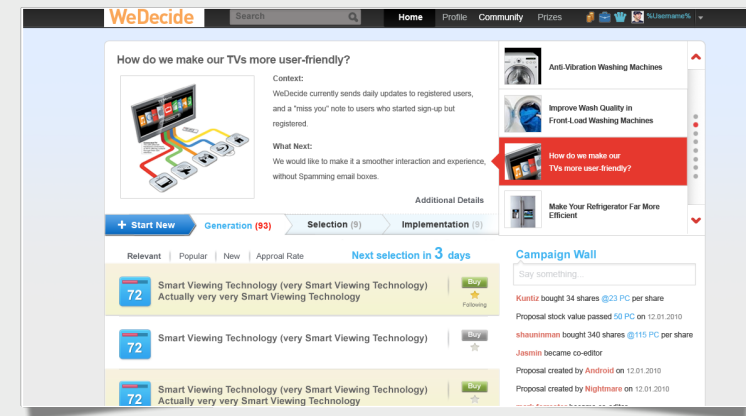 WeDecide
Search
Home Profile Community Prizes
%Username%
How do we make our TVs more user-friendly?
Context:
WeDecide currently sends daily updates to registered users,
and a "miss you" note to users who started sign-up but
registered.
What Next:
We would like to make it a smoother interaction and experience,
without Spamming email boxes.
Additional Details
Anti-Vibration Washing Machines
Improve Wash Quality in
Front-Load Washing Machines
How do we make our
TVs more user-friendly?
Make Your Refrigerator Far More
Efficient
+ Start New Generation (93) Selection (9) Implementation (9)
Relevant | Popular | New | Approal Rate Next selection in 3 days
72
Smart Viewing Technology (very Smart Viewing Technology)
Actually very very Smart Viewing Technology
Buy
Following
72
Smart Viewing Technology (very Smart Viewing Technology)
Buy
72
Smart Viewing Technology (very Smart Viewing Technology)
Actually very very Smart Viewing Technology
Buy
Campaign Wall
Say something...
Kuntiz bought 34 shares @23 PC per share
Proposal stock value passed 50 PC on 12.01.2010
shauninman bought 340 shares @115 PC per share
Jasmin became co-editor
Proposal created by Android on 12.01.2010
Proposal created by Nightmare on 12.01.2010